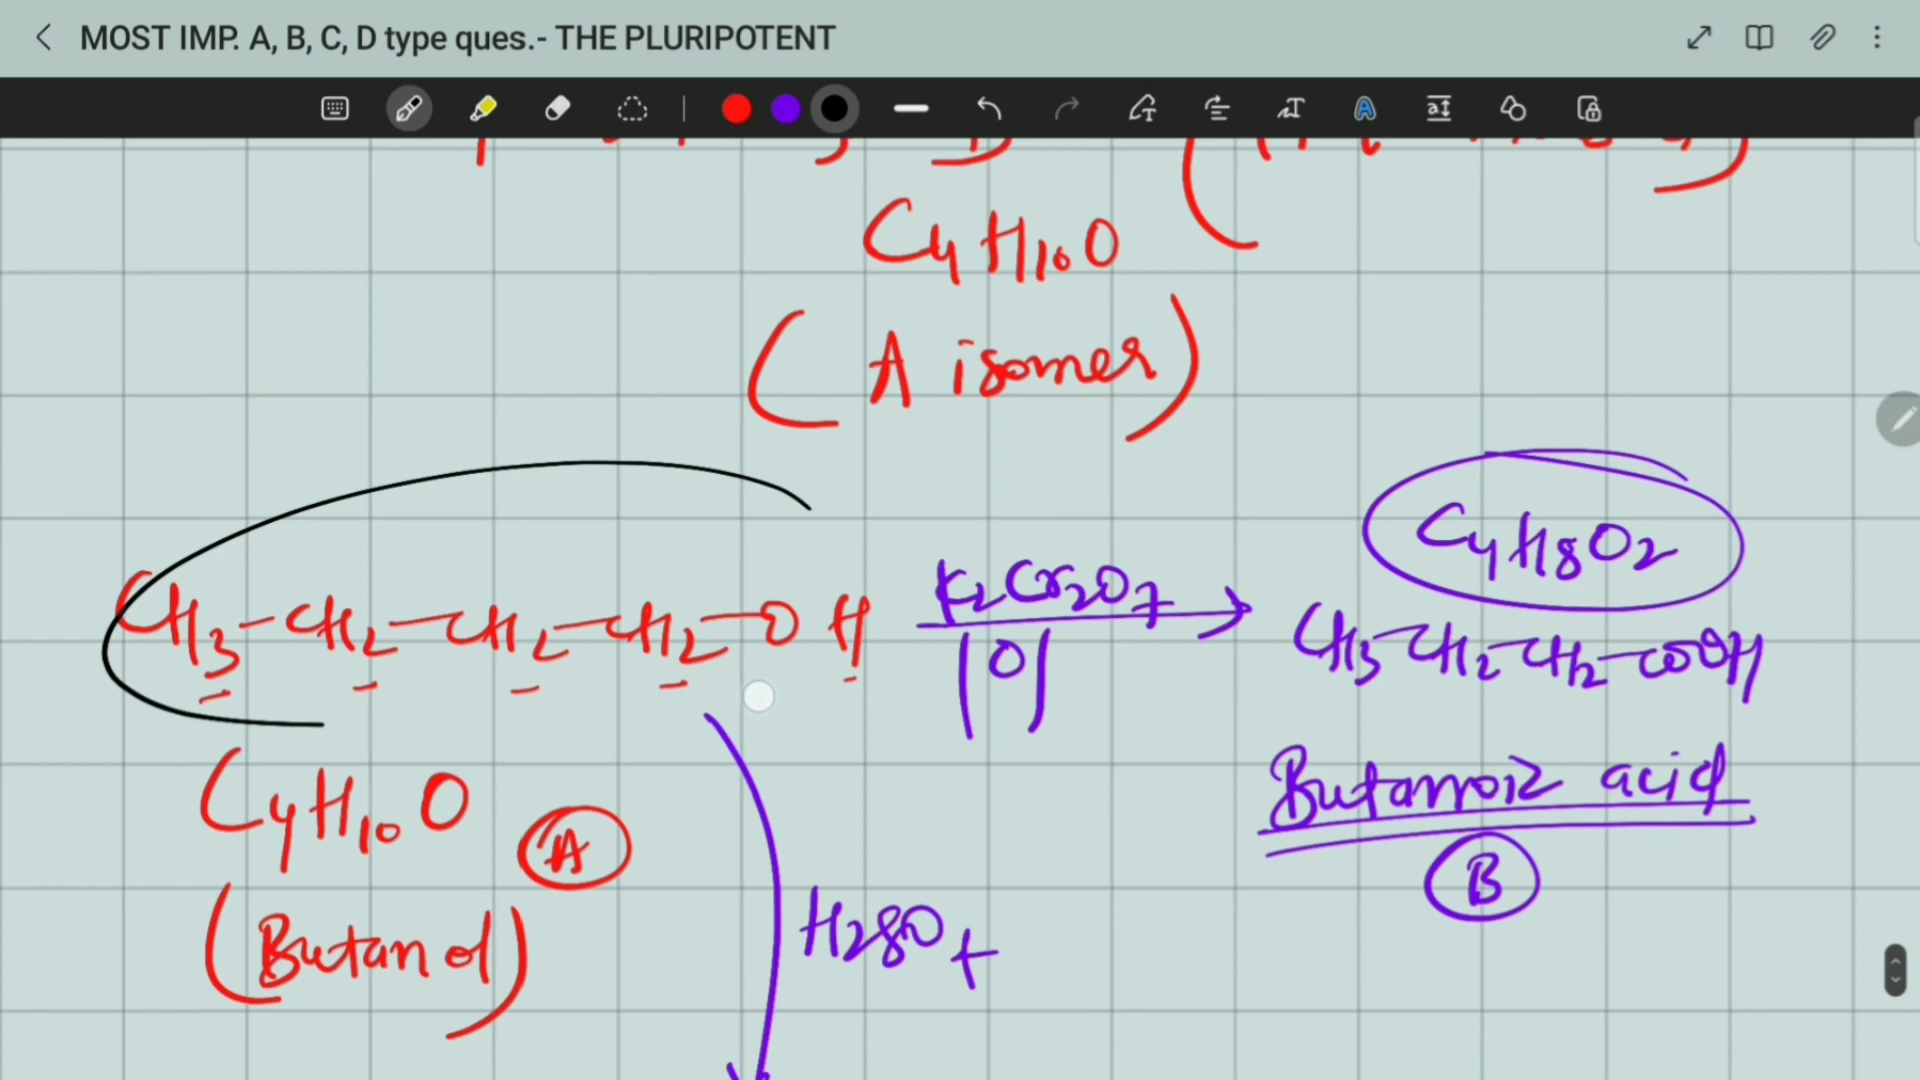 MOST IMP. A, B, C, D type ques.- THE PLURIPOTENT
C4H10O
(A isomer)
C4H8O2
CH3-CH2-CH2-CH2-OH
K2Cr2O7
|O|
CH3-CH2-CH2-COOH
C4H10O
A
Butanoic acid
B
(Butanol)
H2SO4